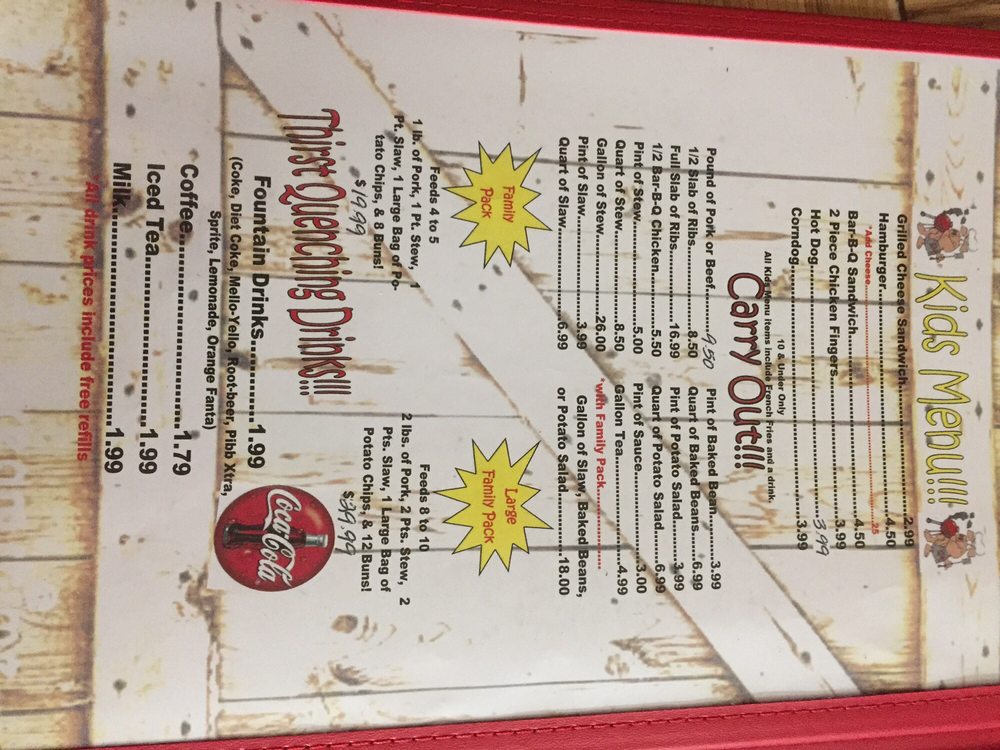 Kids Menu!!!
Grilled Cheese Sandwich..........2.99
Hamburger..........4.50
*Add Cheese..........25
Bar-B-Q Sandwich..........4.50
2 Piece Chicken Fingers..........3.99
Hot Dog..........3.99
Corndog..........3.99
10 & Under Only
All Kids Menu items include French Fries and a drink.
Carry Out!!!
Pound of Pork or Beef..........9.50
1/2 Slab of Ribs..........8.50
Full Slab of Ribs..........16.99
1/2 Bar-B-Q Chicken..........5.50
Pint of Stew..........5.00
Quart of Stew..........8.50
Gallon of Stew..........26.00
Pint of Slaw..........3.99
Quart of Slaw..........6.99
Pint of Baked Bean..........3.99
Quart of Baked Beans..........6.99
Pint of Potato Salad..........3.99
Quart of Potato Salad..........6.99
Pint of Sauce..........3.00
Gallon Tea..........4.99
*with Family Pack..........
Gallon of Slaw, Baked Beans,
or Potato Salad..........18.00
Family
Pack
Feeds 4 to 5
1 lb. of Pork, 1 Pt. Stew, 1
Pt. Slaw, 1 Large Bag of Po-
tato Chips, & 8 Buns!
$19.99
Large
Family Pack
Feeds 8 to 10
2 lbs. of Pork, 2 Pts. Stew, 2
Pts. Slaw, 1 Large Bag of
Potato Chips, & 12 Buns!
$39.99
Thirst Quenching Drinks!!!
Fountain Drinks..........1.99
(Coke, Diet Coke, Mello-Yello, Root-beer, Pibb Xtra,
Sprite, Lemonade, Orange Fanta)
Coffee..........1.79
Iced Tea..........1.99
Milk..........1.99
*All drink prices include free refills
Coca-Cola